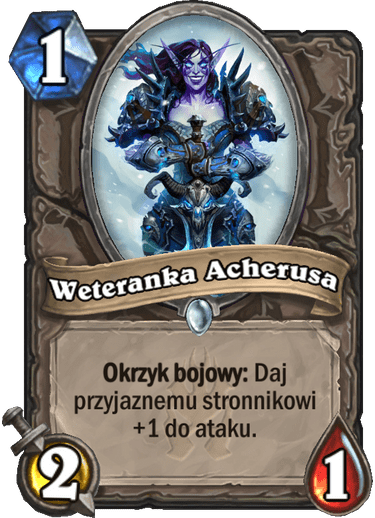 1
Weteranka Acherusa
Okrzyk bojowy: Daj
przyjaznemu stronnikowi
+1 do ataku.
2
1